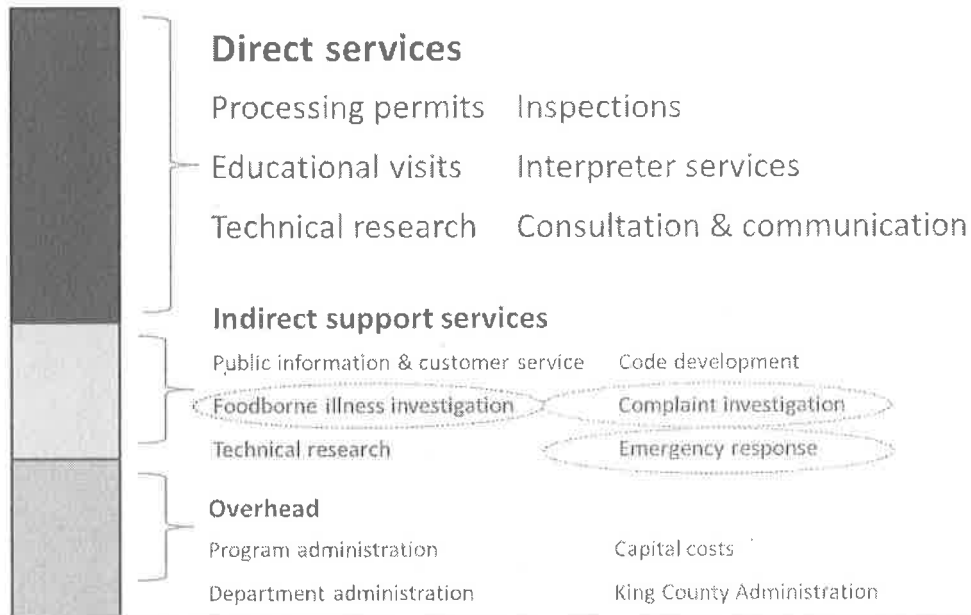 Direct services
Processing permits Inspections
Educational visits Interpreter services
Technical research Consultation & communication
Indirect support services
Public information & customer service Code development
Foodborne illness investigation Complaint investigation
Technical research Emergency response
Overhead
Program administration Capital costs
Department administration King County Administration